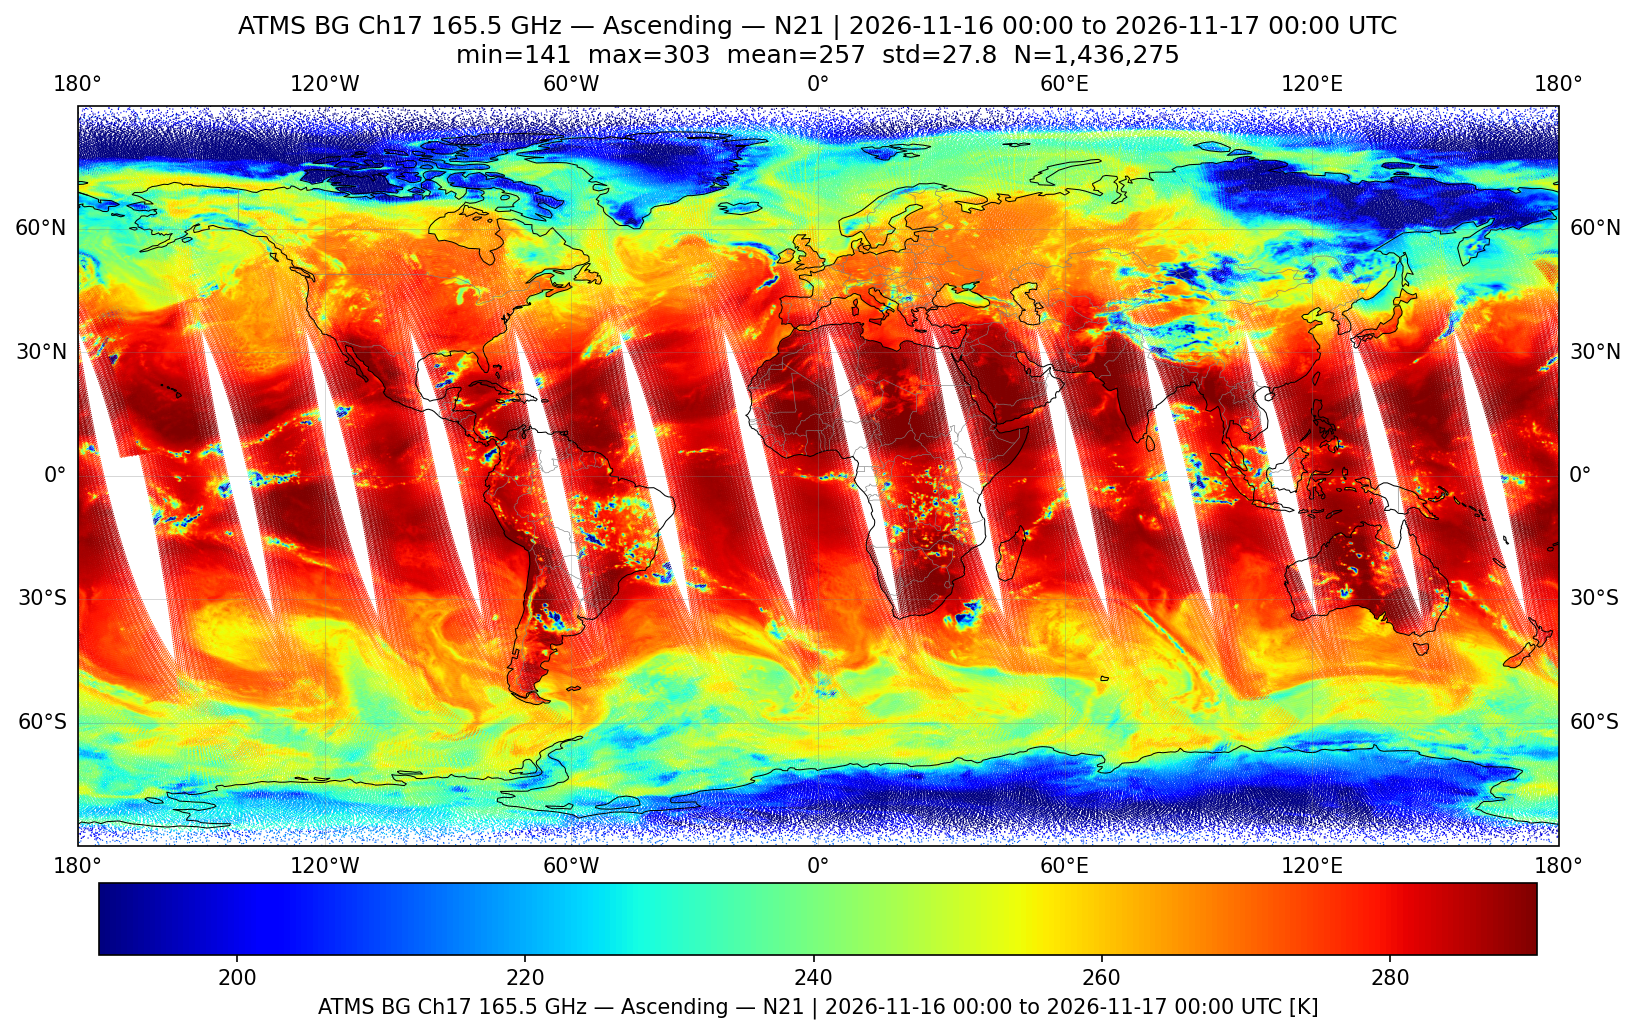 ATMS BG Ch17 165.5 GHz — Ascending — N21 | 2026-11-16 00:00 to 2026-11-17 00:00 UTC
min=141  max=303  mean=257  std=27.8  N=1,436,275
180° 120°W 60°W 0° 60°E 120°E 180°
60°N 60°N
30°N 30°N
0° 0°
30°S 30°S
60°S 60°S
180° 120°W 60°W 0° 60°E 120°E 180°
200 220 240 260 280
ATMS BG Ch17 165.5 GHz — Ascending — N21 | 2026-11-16 00:00 to 2026-11-17 00:00 UTC [K]